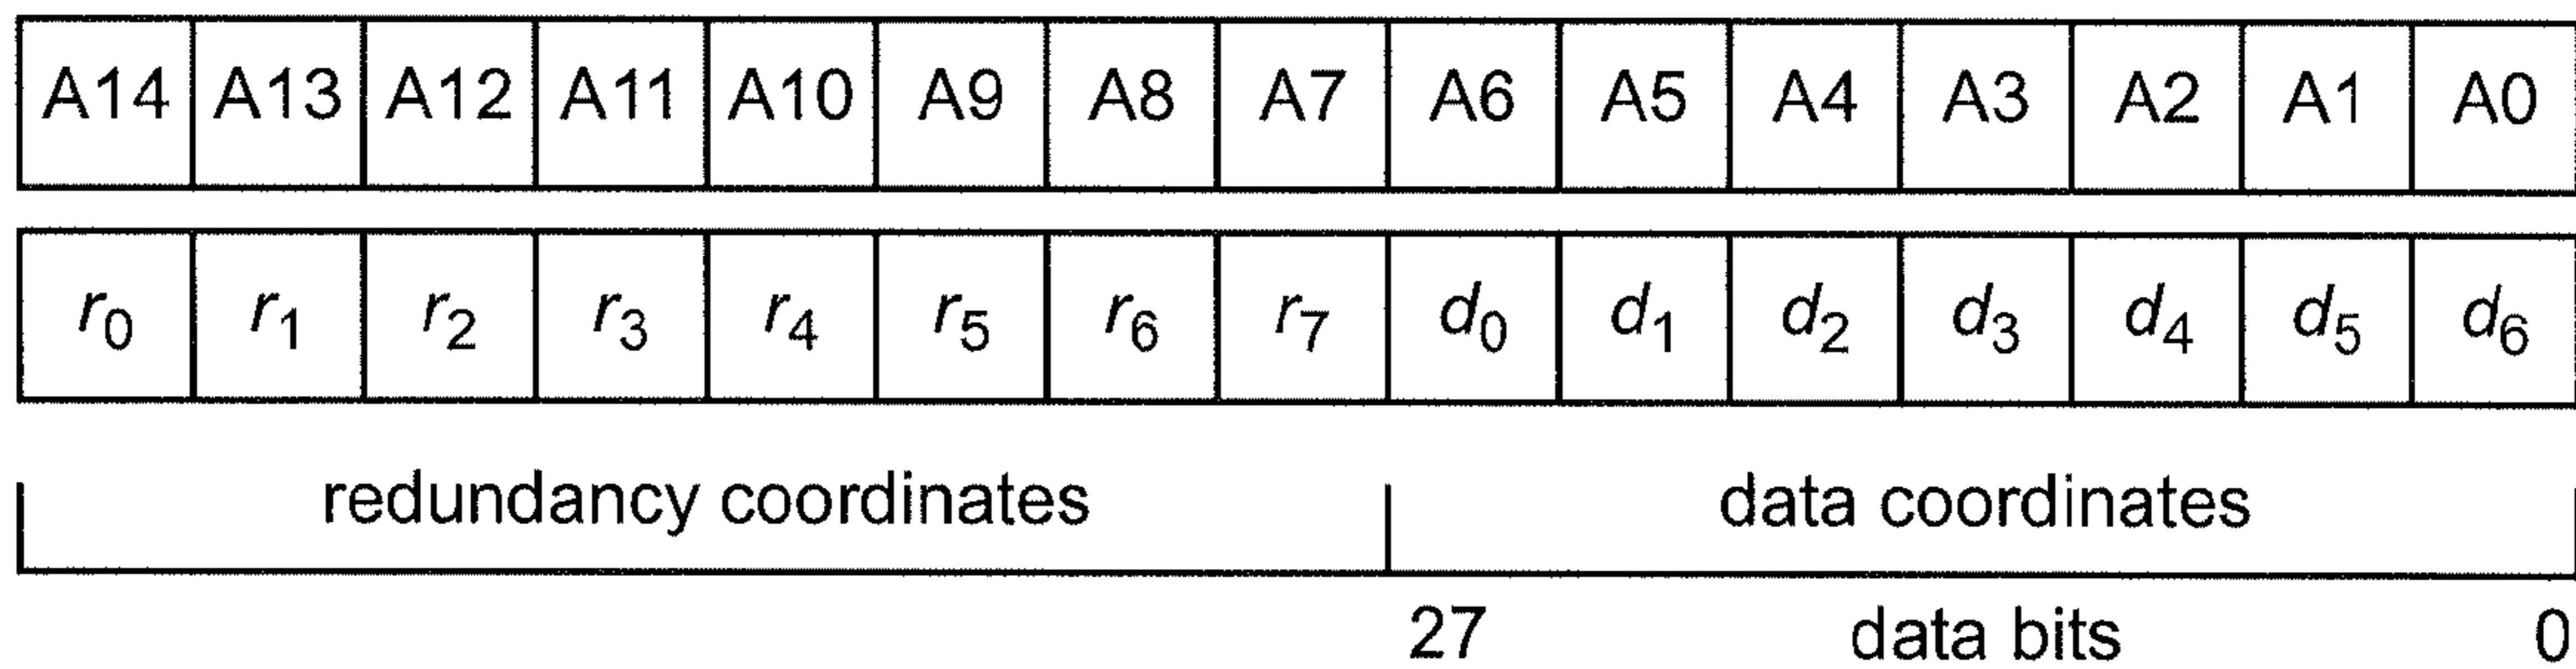 A14 A13 A12 A11 A10 A9 A8 A7 A6 A5 A4 A3 A2 A1 A0
r₀ r₁ r₂ r₃ r₄ r₅ r₆ r₇ d₀ d₁ d₂ d₃ d₄ d₅ d₆
redundancy coordinates data coordinates
27 data bits 0